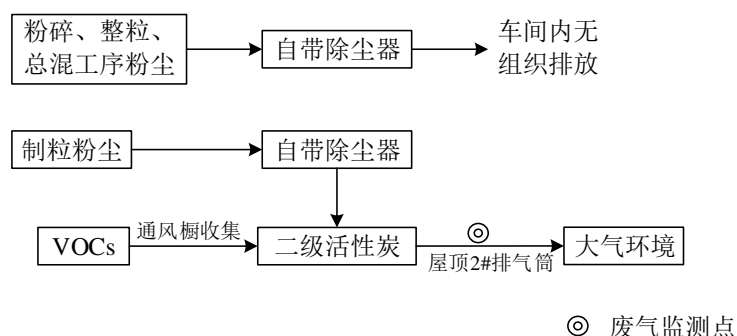 粉碎、整粒、
总混工序粉尘
自带除尘器
车间内无
组织排放
制粒粉尘
自带除尘器
VOCs
通风橱收集
二级活性炭
屋顶2#排气筒
大气环境
废气监测点